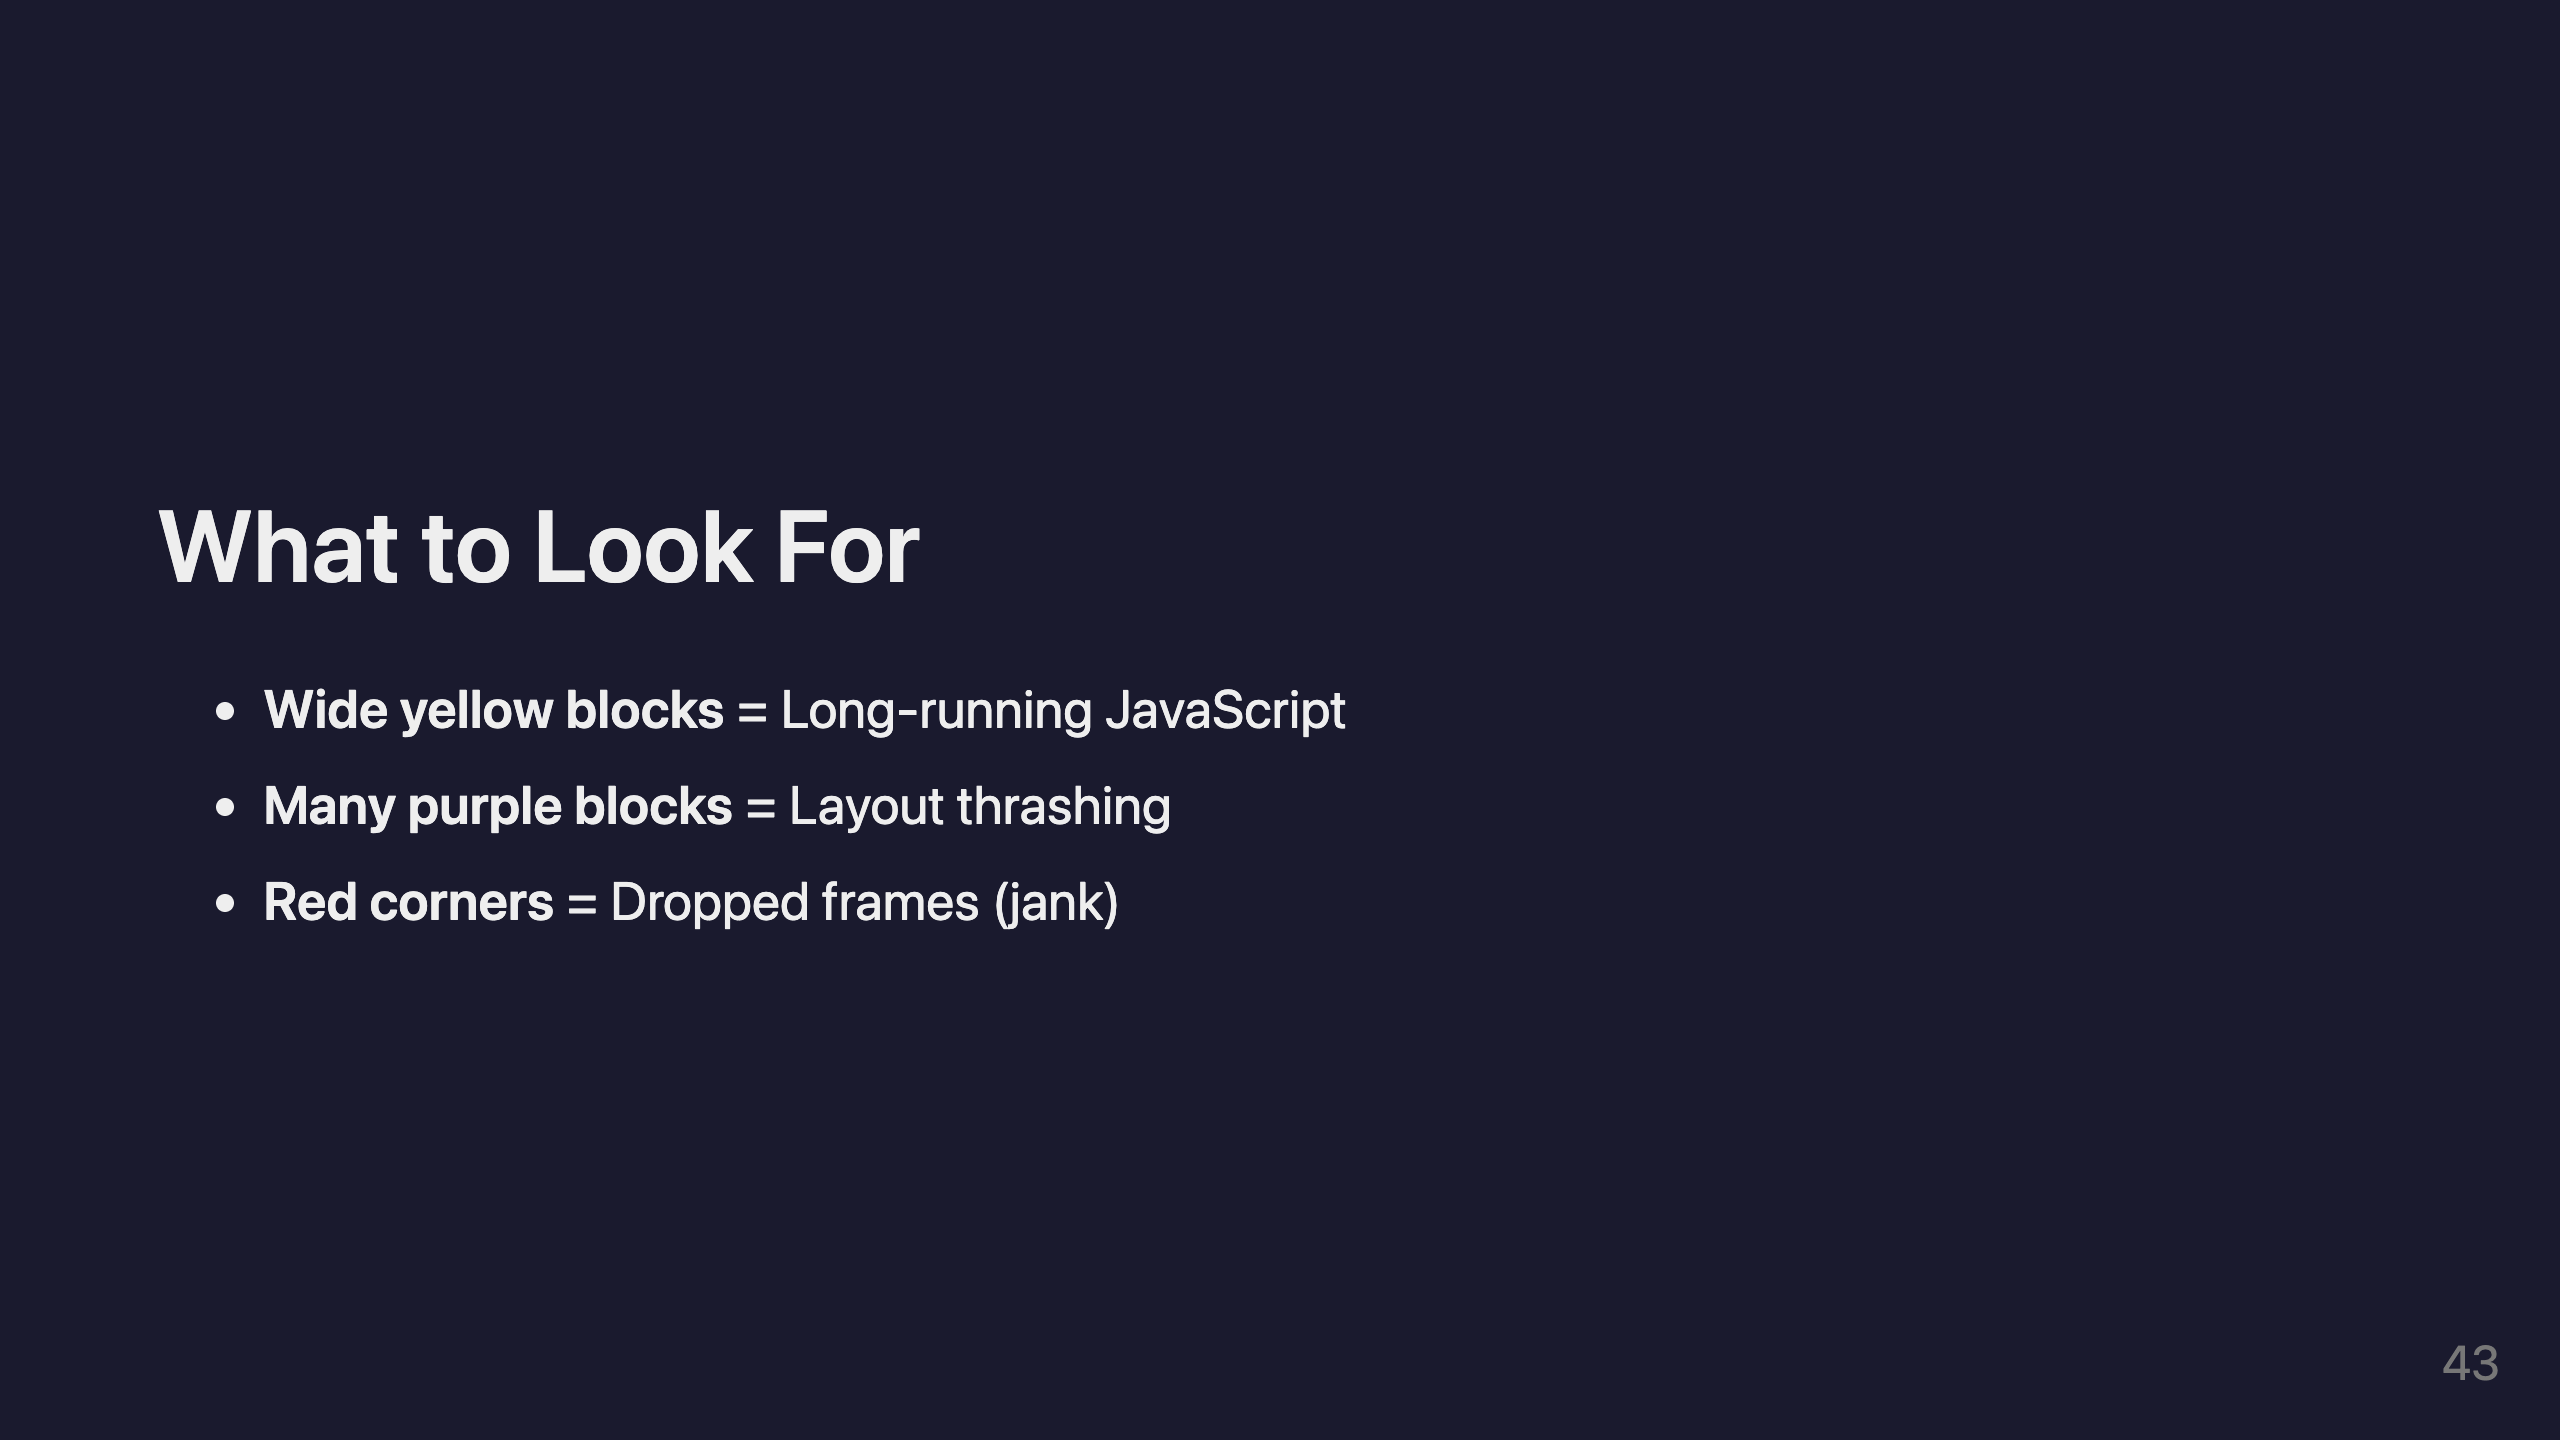 What to Look For
• Wide yellow blocks = Long-running JavaScript
• Many purple blocks = Layout thrashing
• Red corners = Dropped frames (jank)
43